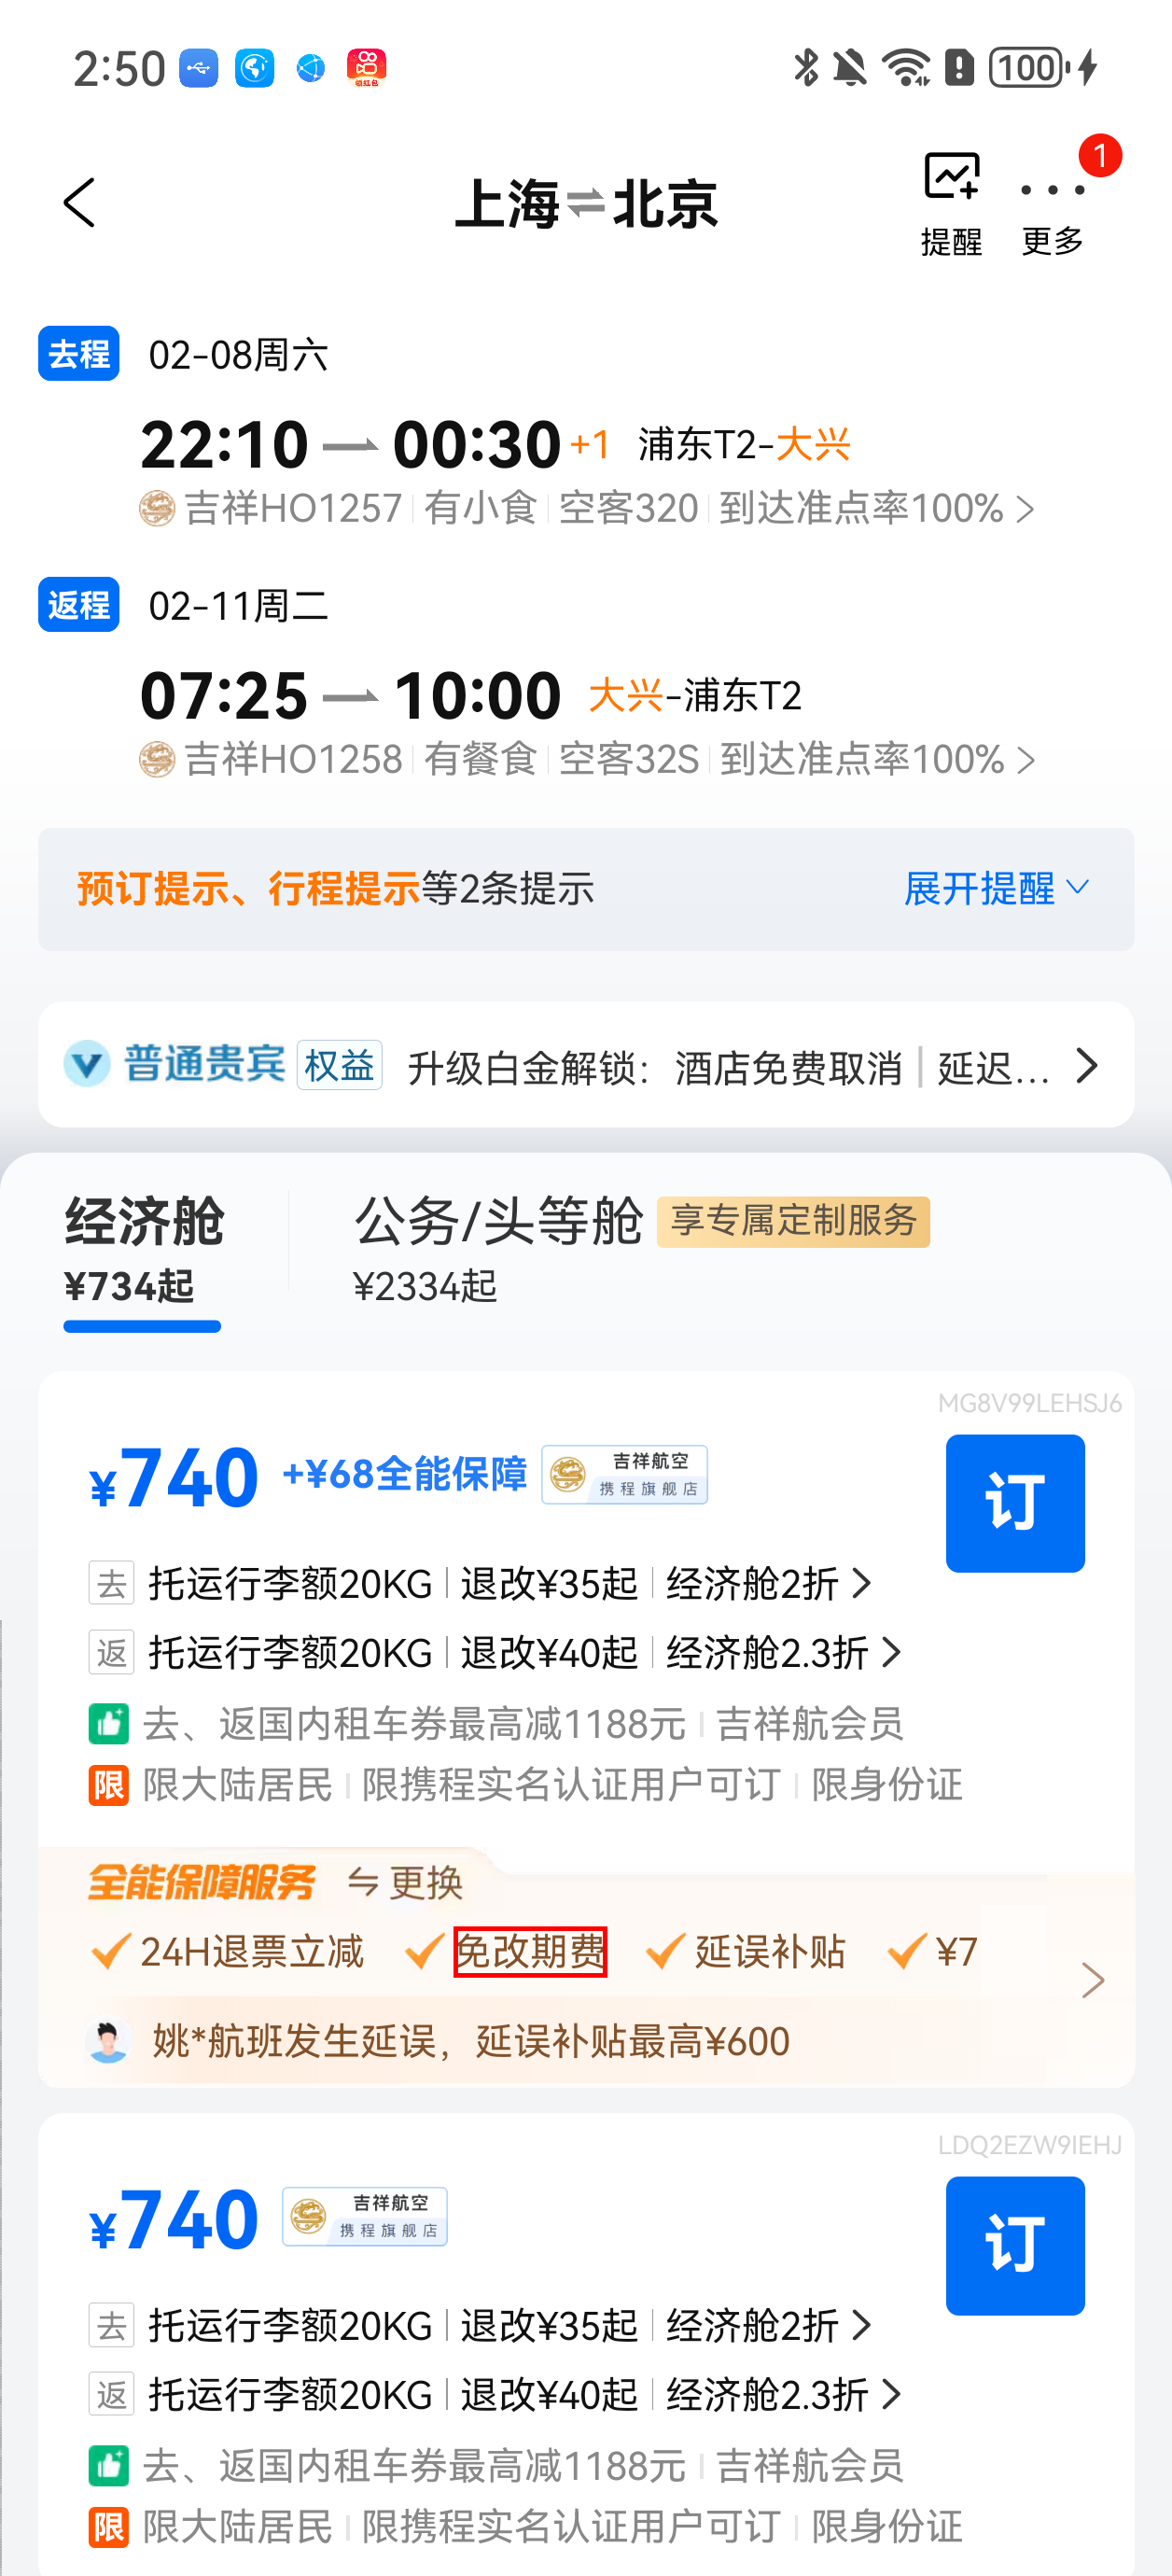 2:50
领红包
100
上海⇌北京
提醒
更多
1
去程 02-08周六
22:10 00:30 +1 浦东T2-大兴
吉祥HO1257 有小食 空客320 到达准点率100%
返程 02-11周二
07:25 10:00 大兴-浦东T2
吉祥HO1258 有餐食 空客32S 到达准点率100%
预订提示、行程提示等2条提示 展开提醒
普通贵宾 权益 升级白金解锁：酒店免费取消 | 延迟...
经济舱 公务/头等舱 享专属定制服务
¥734起 ¥2334起
MG8V99LEHSJ6
¥740 +¥68全能保障 吉祥航空 携程旗舰店 订
去 托运行李额20KG 退改¥35起 经济舱2折
返 托运行李额20KG 退改¥40起 经济舱2.3折
去、返国内租车券最高减1188元 吉祥航会员
限 限大陆居民 限携程实名认证用户可订 限身份证
全能保障服务 更换
24H退票立减 免改期费 延误补贴 ¥7
姚*航班发生延误，延误补贴最高¥600
LDQ2EZW9IEHJ
¥740 吉祥航空 携程旗舰店 订
去 托运行李额20KG 退改¥35起 经济舱2折
返 托运行李额20KG 退改¥40起 经济舱2.3折
去、返国内租车券最高减1188元 吉祥航会员
限 限大陆居民 限携程实名认证用户可订 限身份证